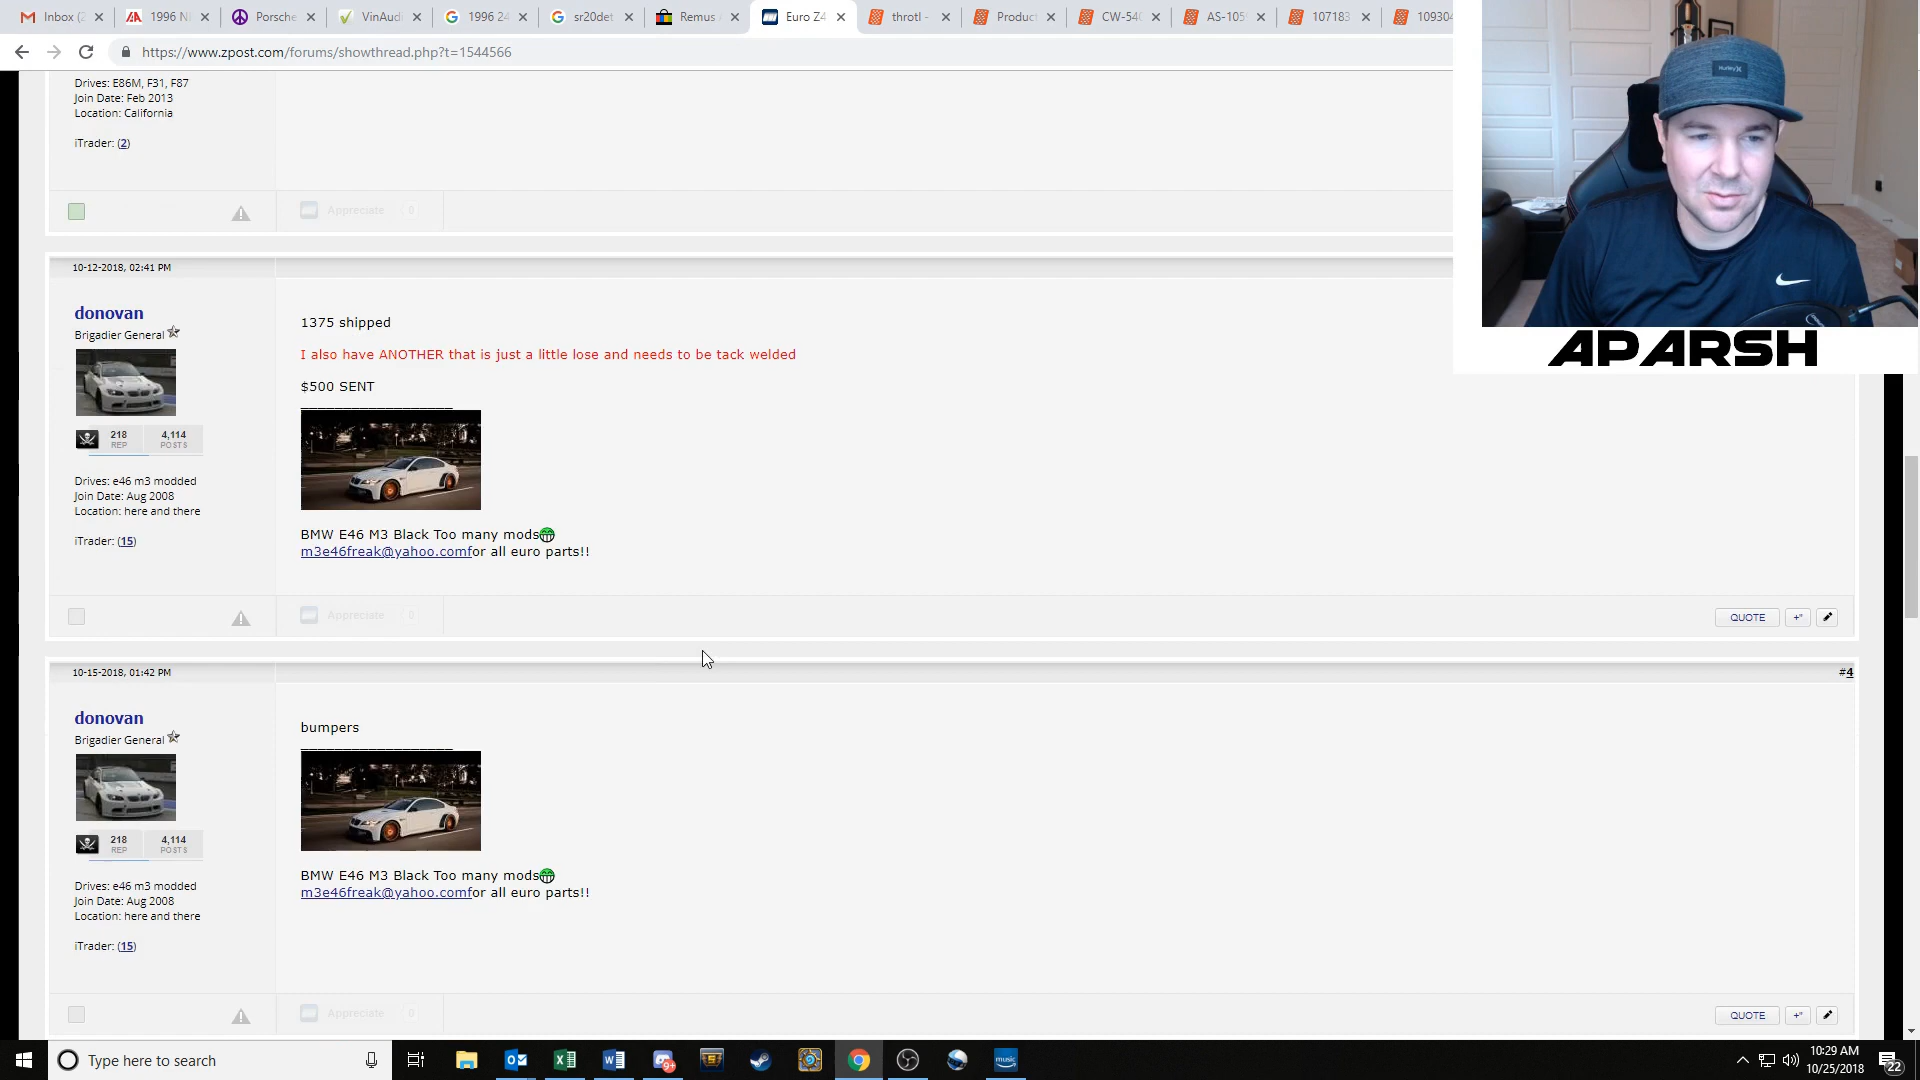 Inbox (2
1996 NI
Porsche
VinAudi
1996 24
sr20det
Remus
Euro Z4
throtl -
Product
CW-540
AS-105
107183
109304
https://www.zpost.com/forums/showthread.php?t=1544566
Drives: E86M, F31, F87
Join Date: Feb 2013
Location: California
iTrader: (2)
Appreciate 0
10-12-2018, 02:41 PM
donovan
Brigadier General
218 4,114
REP POSTS
Drives: e46 m3 modded
Join Date: Aug 2008
Location: here and there
iTrader: (15)
1375 shipped
I also have ANOTHER that is just a little lose and needs to be tack welded
$500 SENT
BMW E46 M3 Black Too many mods
m3e46freak@yahoo.comfor all euro parts!!
Appreciate 0
QUOTE
+"
10-15-2018, 01:42 PM
#4
donovan
Brigadier General
218 4,114
REP POSTS
Drives: e46 m3 modded
Join Date: Aug 2008
Location: here and there
iTrader: (15)
bumpers
BMW E46 M3 Black Too many mods
m3e46freak@yahoo.comfor all euro parts!!
Appreciate 0
QUOTE
+"
Hurley
APARSH
Type here to search
music
10:29 AM
10/25/2018
22